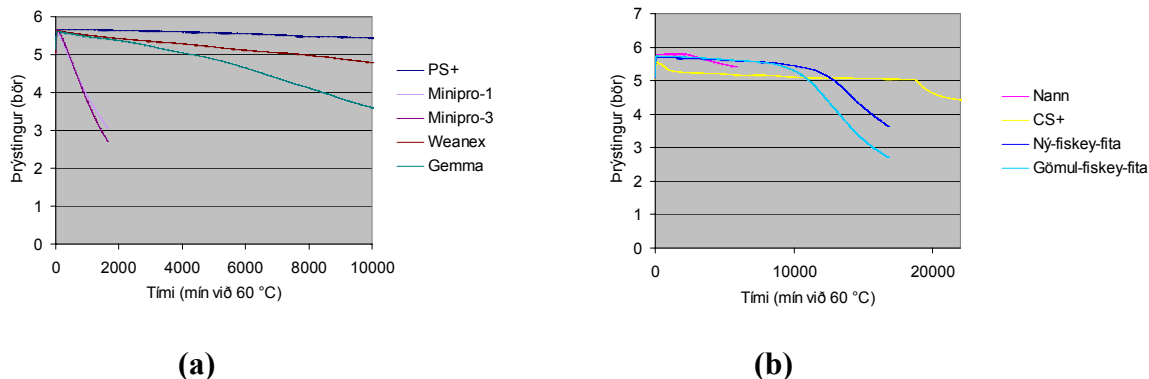 6
5
4
3
2
1
0
Þrýstingur (bör)
0 2000 4000 6000 8000 10000
Tími (mín við 60 °C)
PS+
Minipro-1
Minipro-3
Weanex
Gemma
(a)
7
6
5
4
3
2
1
0
Þrýstingur (bör)
0 10000 20000
Tími (mín við 60 °C)
Nann
CS+
Ný-fiskey-fita
Gömul-fiskey-fita
(b)